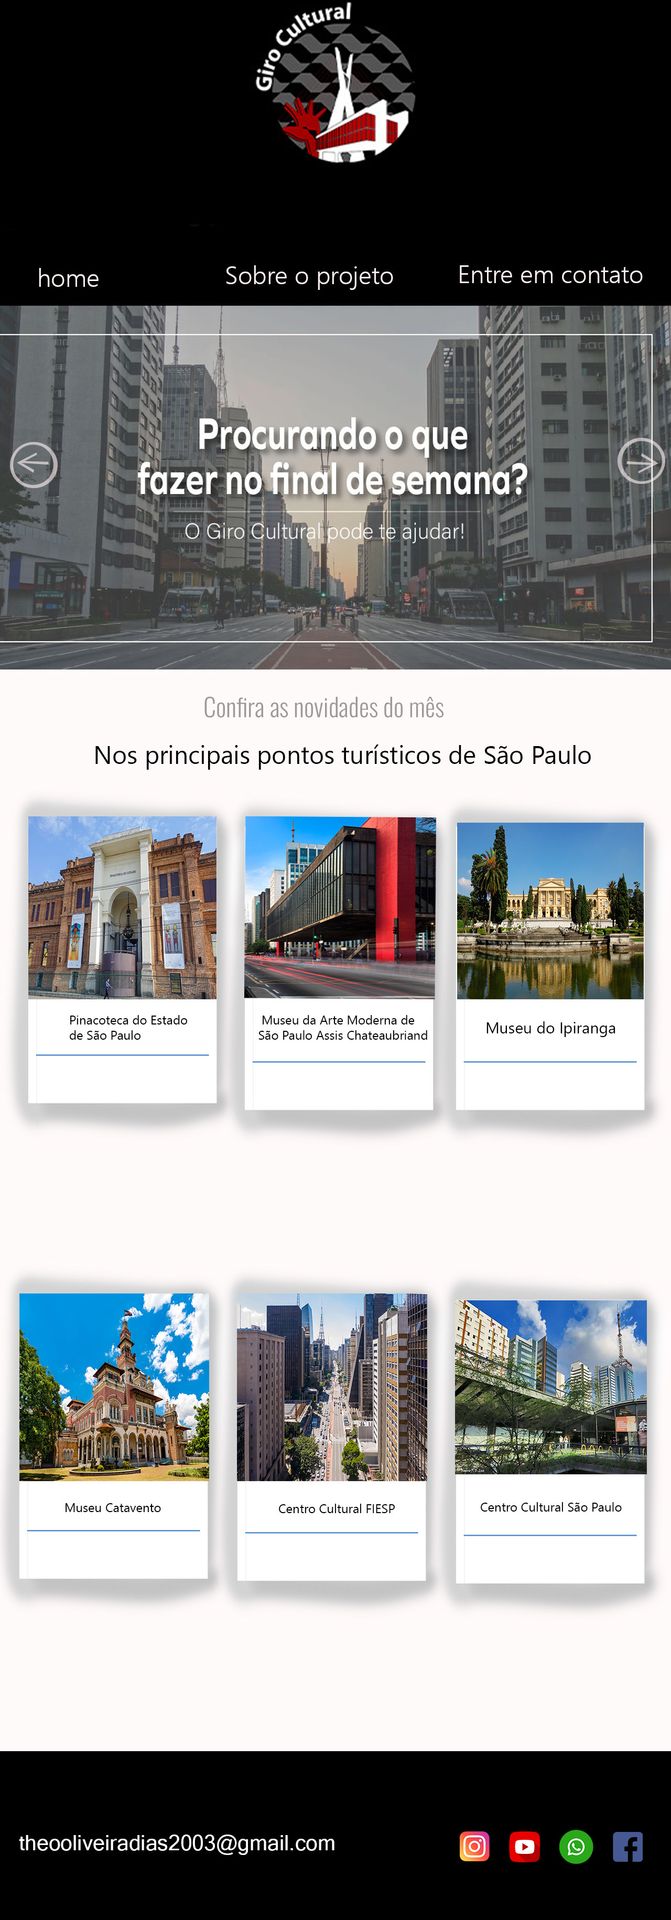 Giro Cultural
home
Sobre o projeto
Entre em contato
Procurando o que
fazer no final de semana?
O Giro Cultural pode te ajudar!
Confira as novidades do mês
Nos principais pontos turísticos de São Paulo
Pinacoteca do Estado
de São Paulo
Museu da Arte Moderna de
São Paulo Assis Chateaubriand
Museu do Ipiranga
Museu Catavento
Centro Cultural FIESP
Centro Cultural São Paulo
theooliveiradias2003@gmail.com